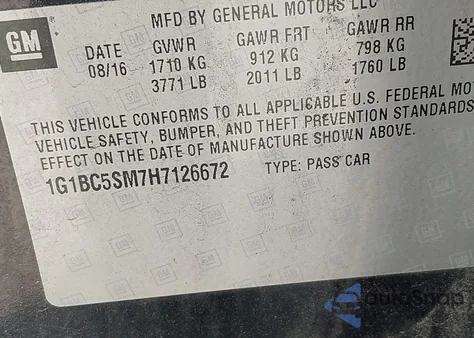 GM
MFD BY GENERAL MOTORS LLC
DATE GVWR GAWR FRT GAWR RR
08/16 1710 KG 912 KG 798 KG
3771 LB 2011 LB 1760 LB
THIS VEHICLE CONFORMS TO ALL APPLICABLE U.S. FEDERAL MOT
VEHICLE SAFETY, BUMPER, AND THEFT PREVENTION STANDARDS
EFFECT ON THE DATE OF MANUFACTURE SHOWN ABOVE.
1G1BC5SM7H7126672 TYPE: PASS CAR
autoSnap